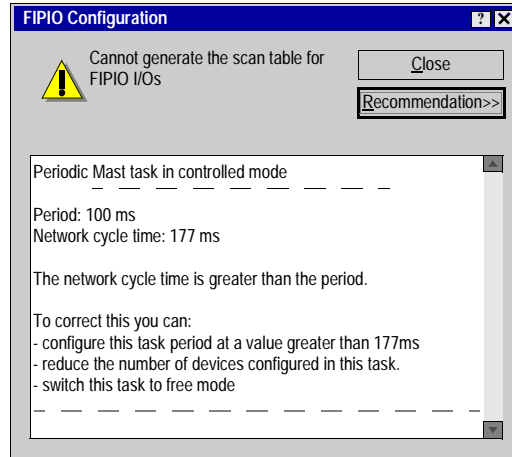 FIPIO Configuration
Cannot generate the scan table for
FIPIO I/Os
Close
Recommendation>>
Periodic Mast task in controlled mode
Period: 100 ms
Network cycle time: 177 ms
The network cycle time is greater than the period.
To correct this you can:
- configure this task period at a value greater than 177ms
- reduce the number of devices configured in this task.
- switch this task to free mode